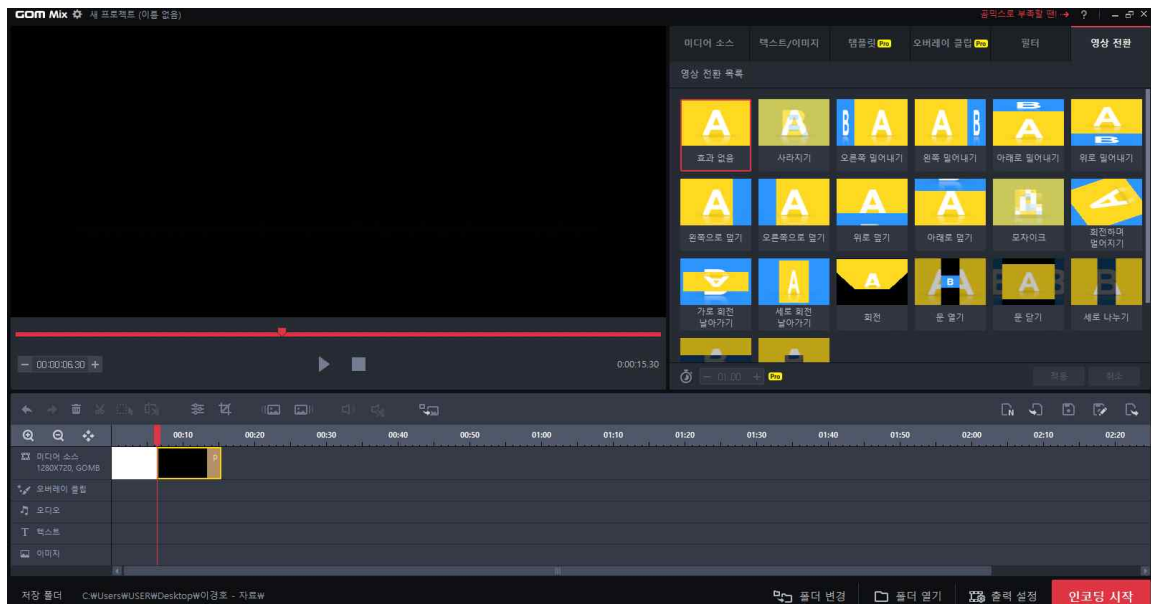 GOM Mix 새 프로젝트 (이름 없음)
곰믹스로 부족할 땐! → ?
미디어 소스 텍스트/이미지 템플릿 Pro 오버레이 클립 Pro 필터 영상 전환
영상 전환 목록
효과 없음 사라지기 오른쪽 밀어내기 왼쪽 밀어내기 아래로 밀어내기 위로 밀어내기
왼쪽으로 덮기 오른쪽으로 덮기 위로 덮기 아래로 덮기 모자이크 회전하며
멀어지기
가로 회전
날아가기
세로 회전
날아가기
회전 문 열기 문 닫기 세로 나누기
00:00:06.30 0:00:15.30
01:00 Pro 적용 취소
00:10 00:20 00:30 00:40 00:50 01:00 01:10 01:20 01:30 01:40 01:50 02:00 02:10 02:20
미디어 소스
1280X720, GOMB
오버레이 클립
오디오
텍스트
이미지
저장 폴더 C:₩Users₩USER₩Desktop₩이경호 - 자료₩ 폴더 변경 폴더 열기 출력 설정 인코딩 시작